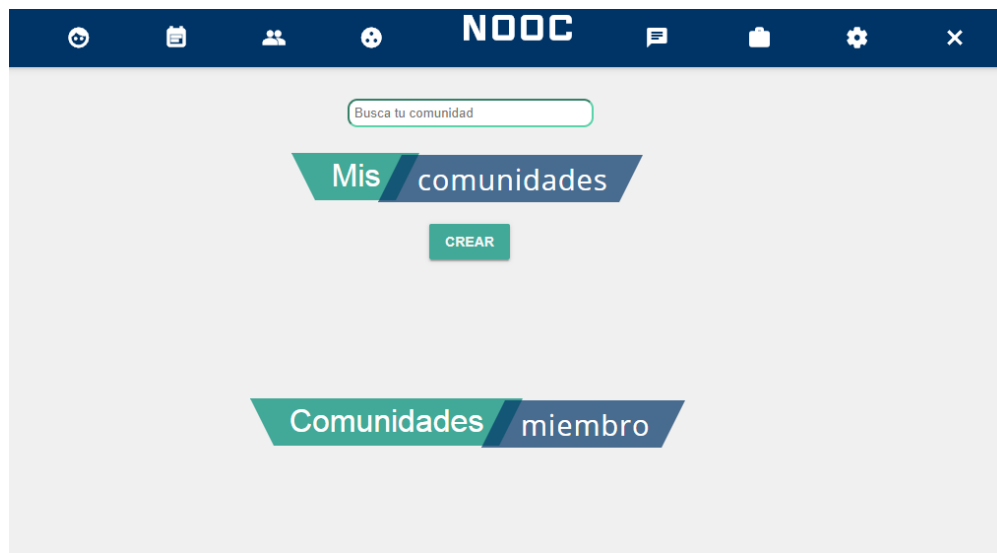 NOOC
Busca tu comunidad
Mis comunidades
CREAR
Comunidades miembro